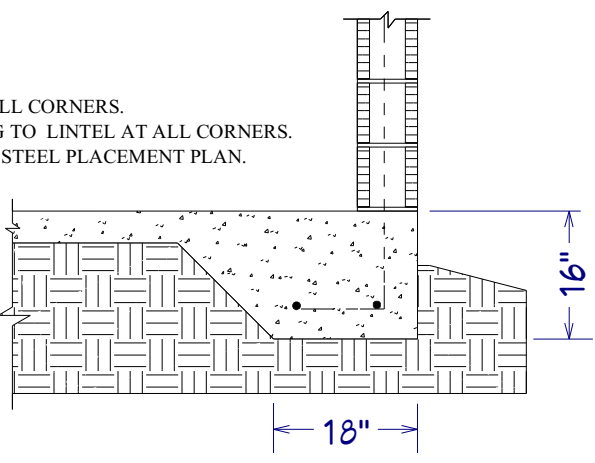 LL CORNERS.
G TO LINTEL AT ALL CORNERS.
STEEL PLACEMENT PLAN.
16"
18"